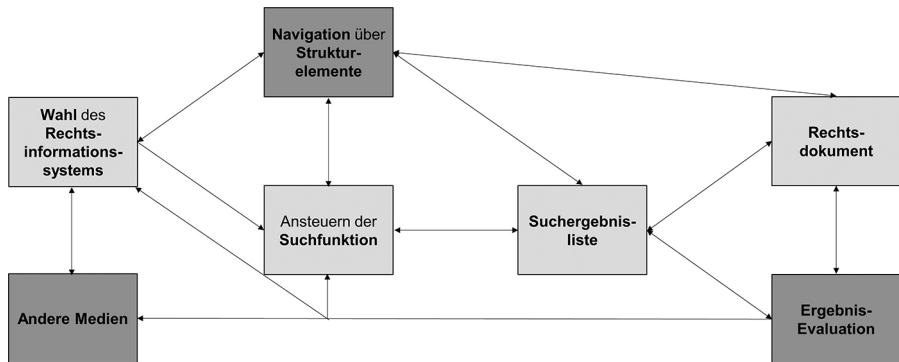 Navigation über
Struktur-
elemente
Wahl des
Rechts-
informations-
systems
Rechts-
dokument
Ansteuern der
Suchfunktion
Suchergebnis-
liste
Andere Medien
Ergebnis-
Evaluation